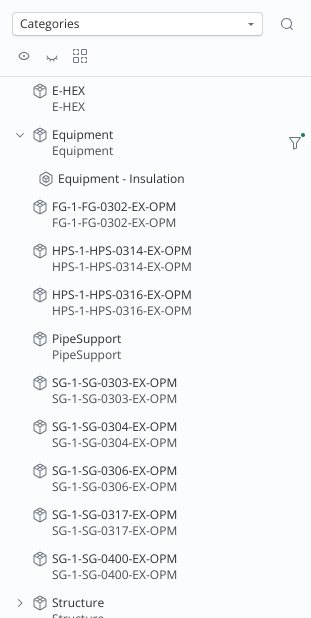 Categories
E-HEX
E-HEX
Equipment
Equipment
Equipment - Insulation
FG-1-FG-0302-EX-OPM
FG-1-FG-0302-EX-OPM
HPS-1-HPS-0314-EX-OPM
HPS-1-HPS-0314-EX-OPM
HPS-1-HPS-0316-EX-OPM
HPS-1-HPS-0316-EX-OPM
PipeSupport
PipeSupport
SG-1-SG-0303-EX-OPM
SG-1-SG-0303-EX-OPM
SG-1-SG-0304-EX-OPM
SG-1-SG-0304-EX-OPM
SG-1-SG-0306-EX-OPM
SG-1-SG-0306-EX-OPM
SG-1-SG-0317-EX-OPM
SG-1-SG-0317-EX-OPM
SG-1-SG-0400-EX-OPM
SG-1-SG-0400-EX-OPM
Structure
Structure